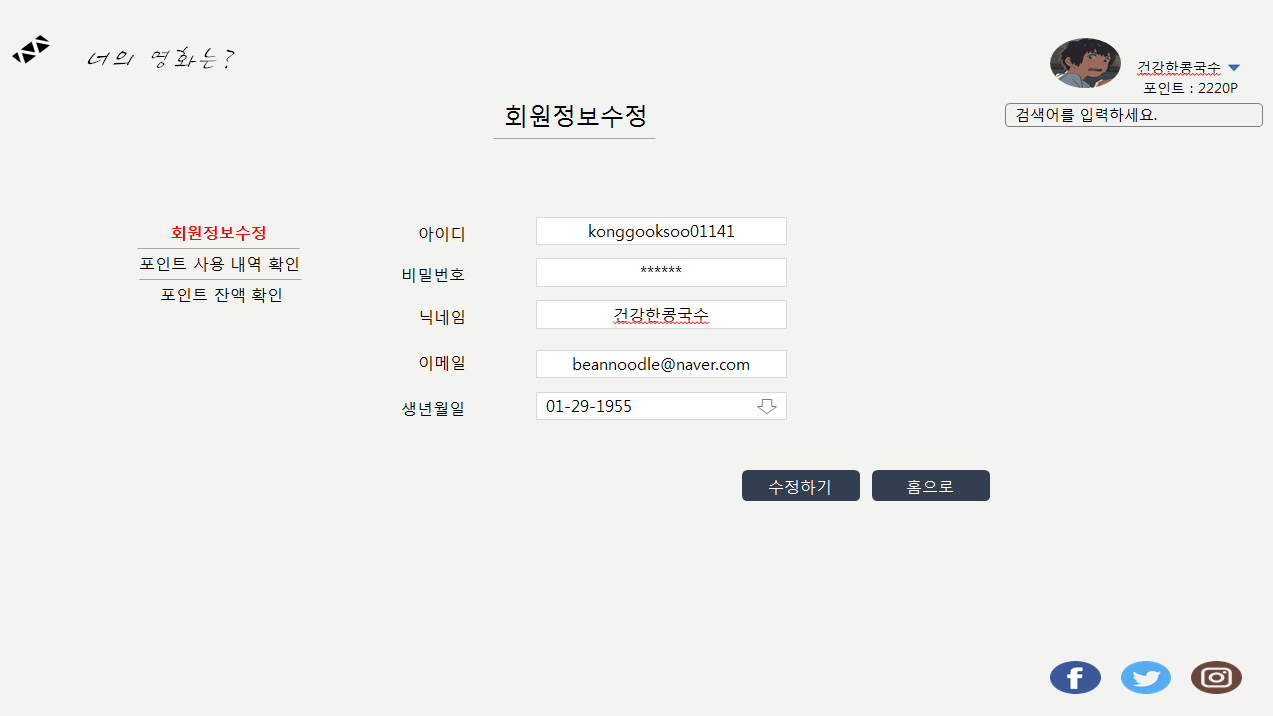 너의 명화는?
건강한콩국수
포인트 : 2220P
검색어를 입력하세요.
회원정보수정
회원정보수정
포인트 사용 내역 확인
포인트 잔액 확인
아이디 konggooksoo01141
비밀번호 ******
닉네임 건강한콩국수
이메일 beannoodle@naver.com
생년월일 01-29-1955
수정하기 홈으로